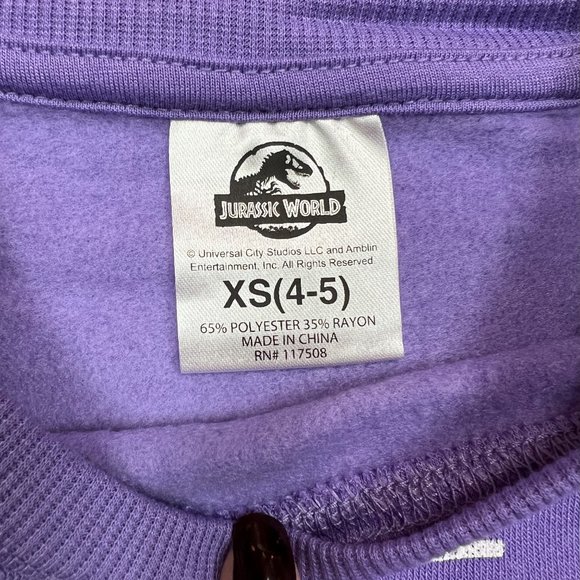 JURASSIC WORLD
© Universal City Studios LLC and Amblin
Entertainment, Inc. All Rights Reserved.
XS(4-5)
65% POLYESTER 35% RAYON
MADE IN CHINA
RN# 117508